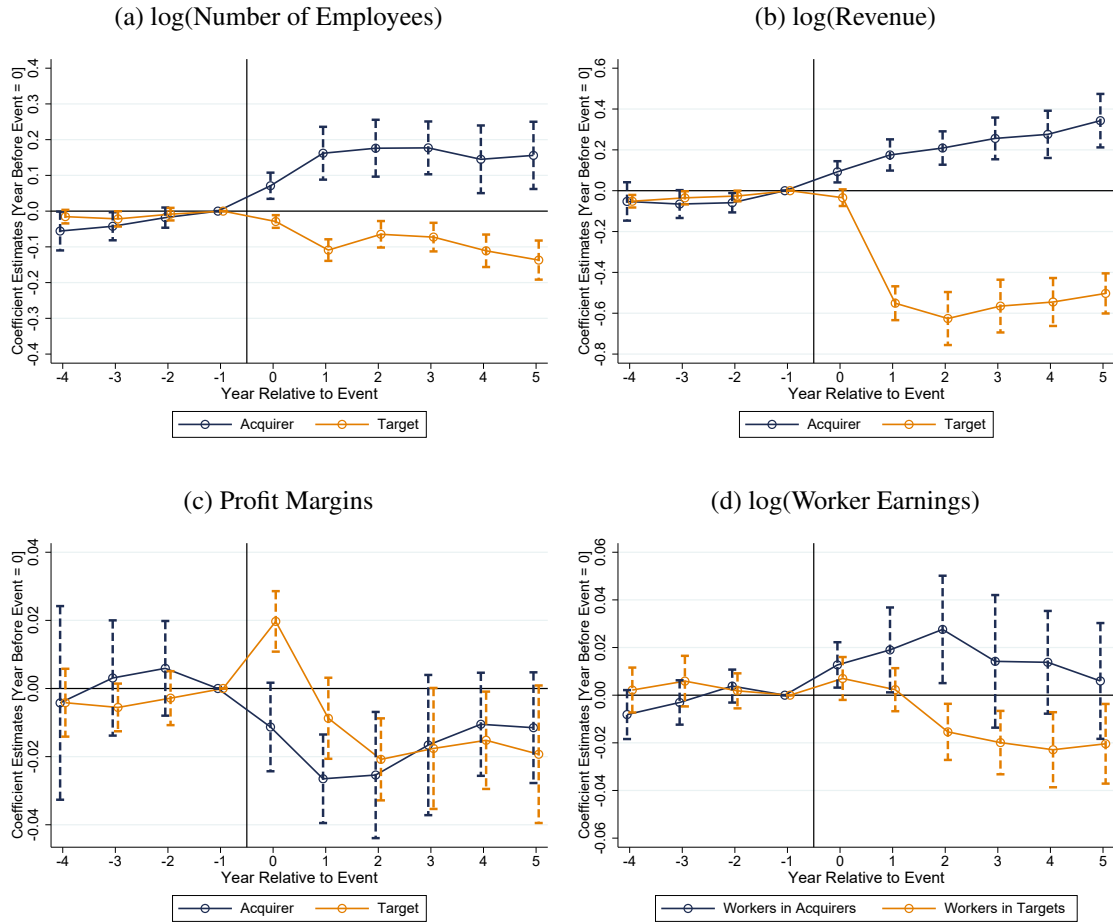 (a) log(Number of Employees)
Coefficient Estimates [Year Before Event = 0]
0.4
0.3
0.2
0.1
0.0
-0.1
-0.2
-0.3
-0.4
-4 -3 -2 -1 0 1 2 3 4 5
Year Relative to Event
Acquirer Target
(b) log(Revenue)
Coefficient Estimates [Year Before Event = 0]
0.6
0.4
0.2
0.0
-0.2
-0.4
-0.6
-0.8
-4 -3 -2 -1 0 1 2 3 4 5
Year Relative to Event
Acquirer Target
(c) Profit Margins
Coefficient Estimates [Year Before Event = 0]
0.04
0.02
0.00
-0.02
-0.04
-4 -3 -2 -1 0 1 2 3 4 5
Year Relative to Event
Acquirer Target
(d) log(Worker Earnings)
Coefficient Estimates [Year Before Event = 0]
0.06
0.04
0.02
0.00
-0.02
-0.04
-0.06
-4 -3 -2 -1 0 1 2 3 4 5
Year Relative to Event
Workers in Acquirers Workers in Targets